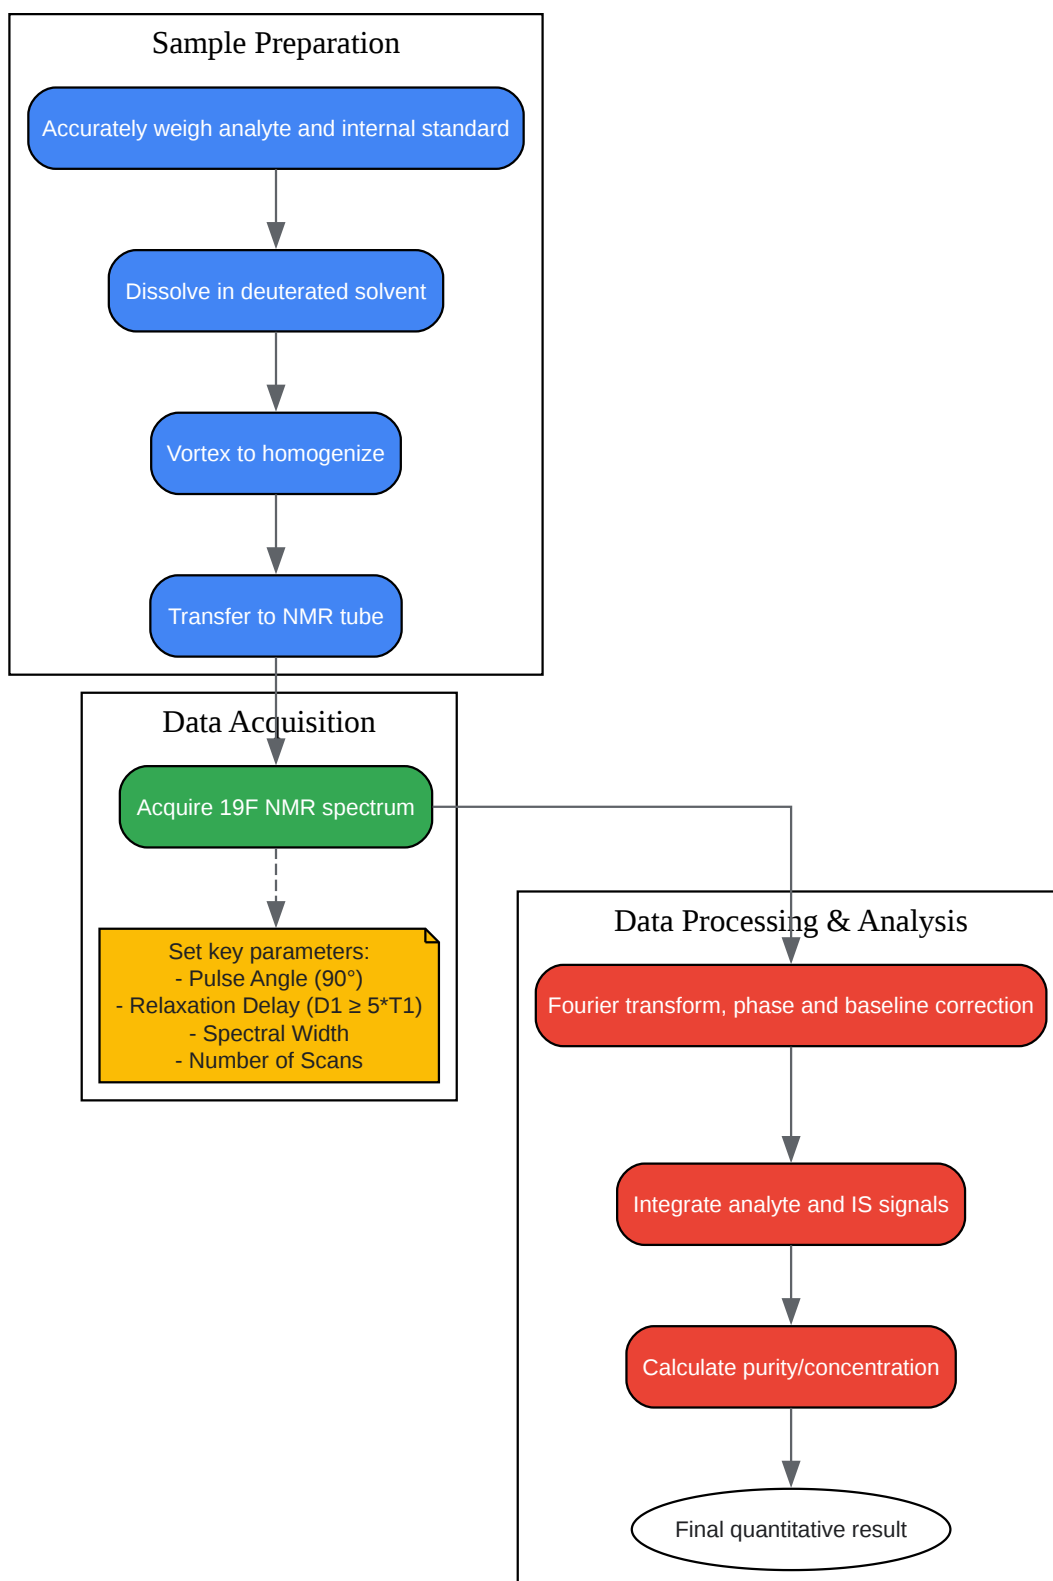 Sample Preparation
Accurately weigh analyte and internal standard
Dissolve in deuterated solvent
Vortex to homogenize
Transfer to NMR tube
Data Acquisition
Acquire 19F NMR spectrum
Set key parameters:
- Pulse Angle (90°)
- Relaxation Delay (D1 ≥ 5*T1)
- Spectral Width
- Number of Scans
Data Processing & Analysis
Fourier transform, phase and baseline correction
Integrate analyte and IS signals
Calculate purity/concentration
Final quantitative result